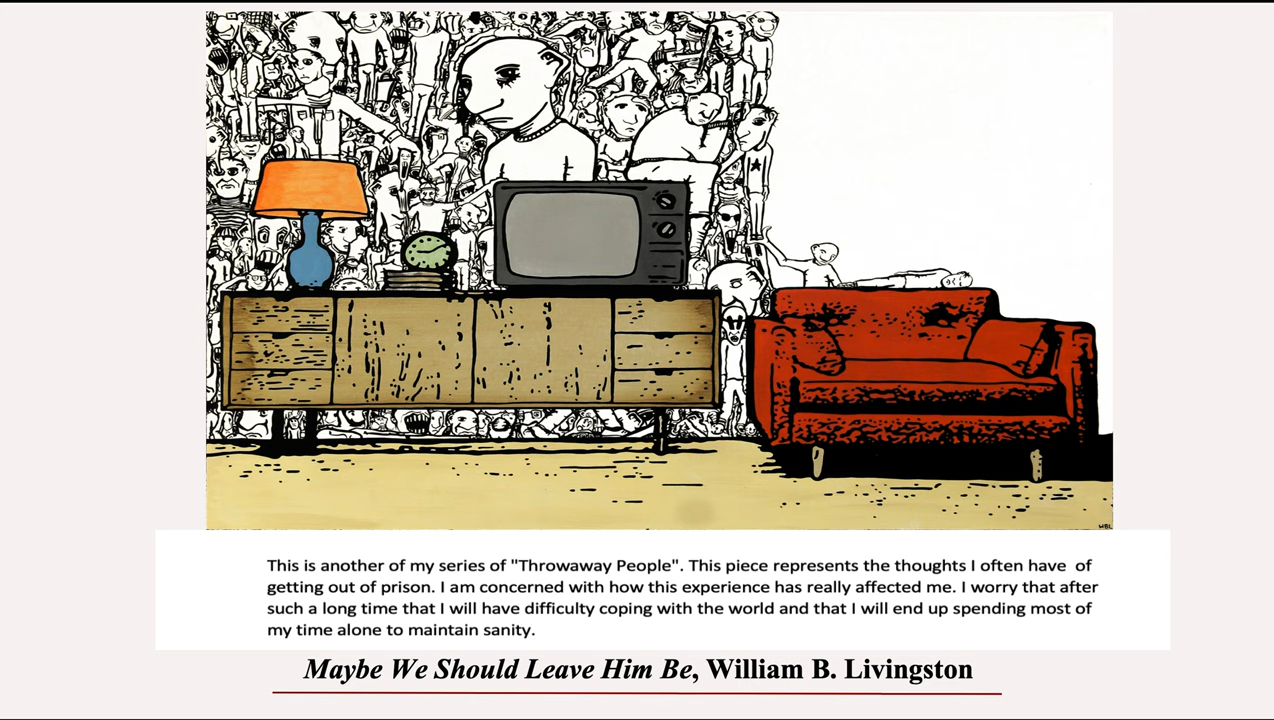 WBL
This is another of my series of "Throwaway People". This piece represents the thoughts I often have of
getting out of prison. I am concerned with how this experience has really affected me. I worry that after
such a long time that I will have difficulty coping with the world and that I will end up spending most of
my time alone to maintain sanity.
Maybe We Should Leave Him Be, William B. Livingston